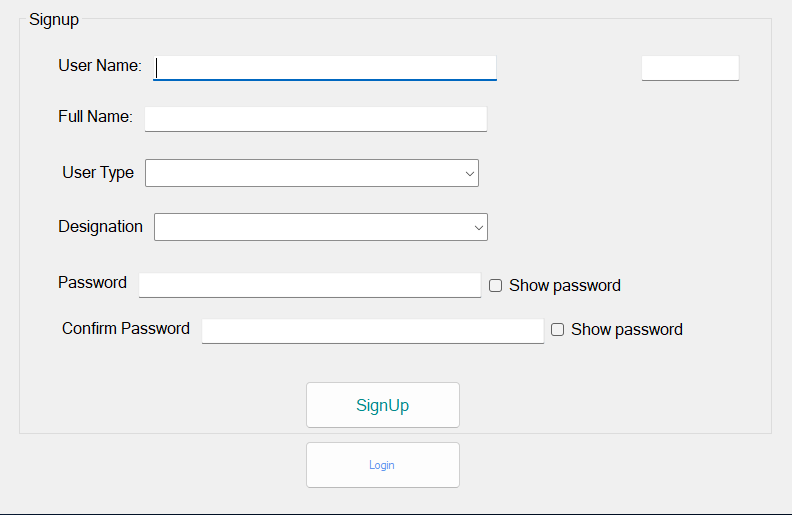 Signup
User Name:
Full Name:
User Type
Designation
Password
Show password
Confirm Password
Show password
SignUp
Login